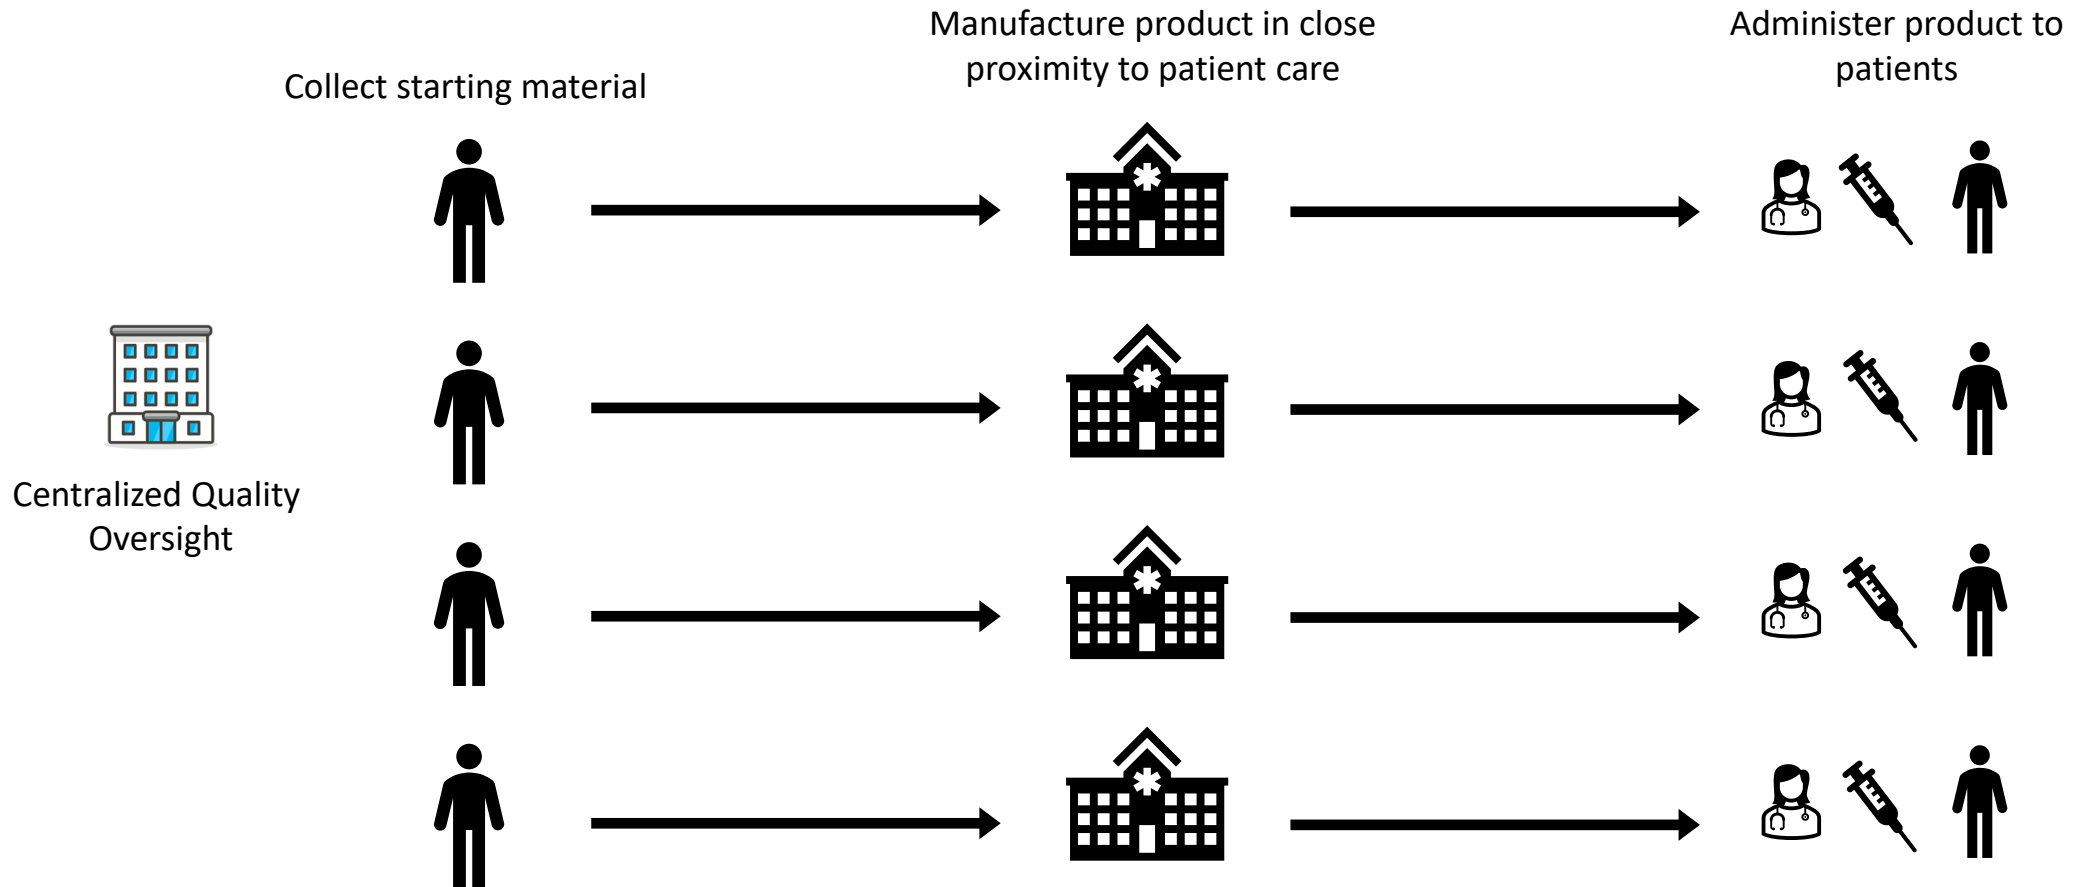 Collect starting material
Manufacture product in close
proximity to patient care
Administer product to
patients
Centralized Quality
Oversight